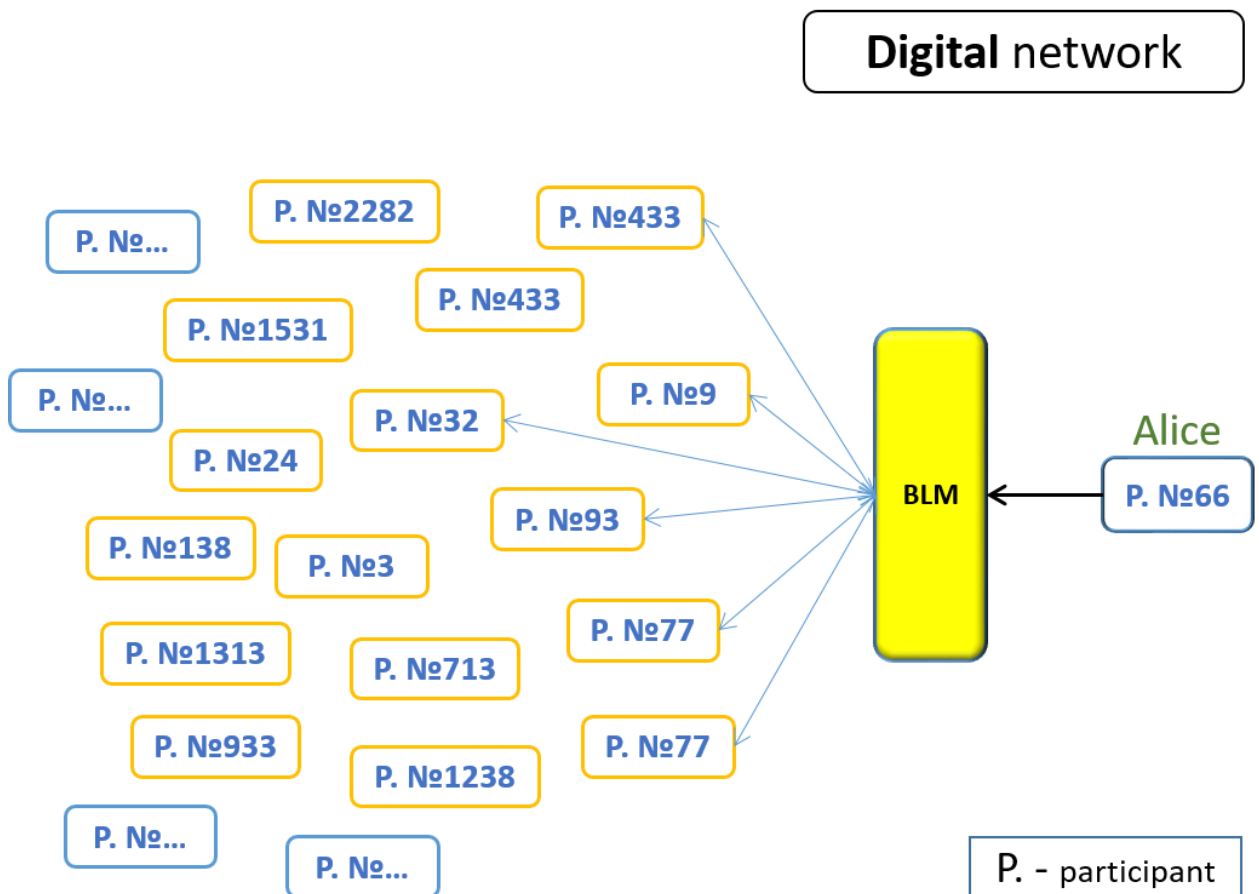 Digital network
P. №2282
P. №433
P. №...
P. №433
P. №1531
P. №9
P. №...
P. №32
Alice
P. №24
P. №66
BLM
P. №93
P. №138
P. №3
P. №77
P. №1313
P. №713
P. №933
P. №77
P. №1238
P. №...
P. №...
P. - participant